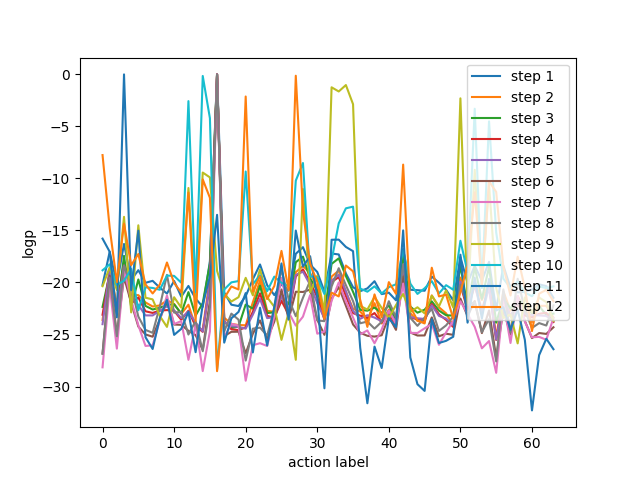 0
−5
−10
−15
−20
−25
−30
logp
0
10
20
30
40
50
60
action label
step 1
step 2
step 3
step 4
step 5
step 6
step 7
step 8
step 9
step 10
step 11
step 12